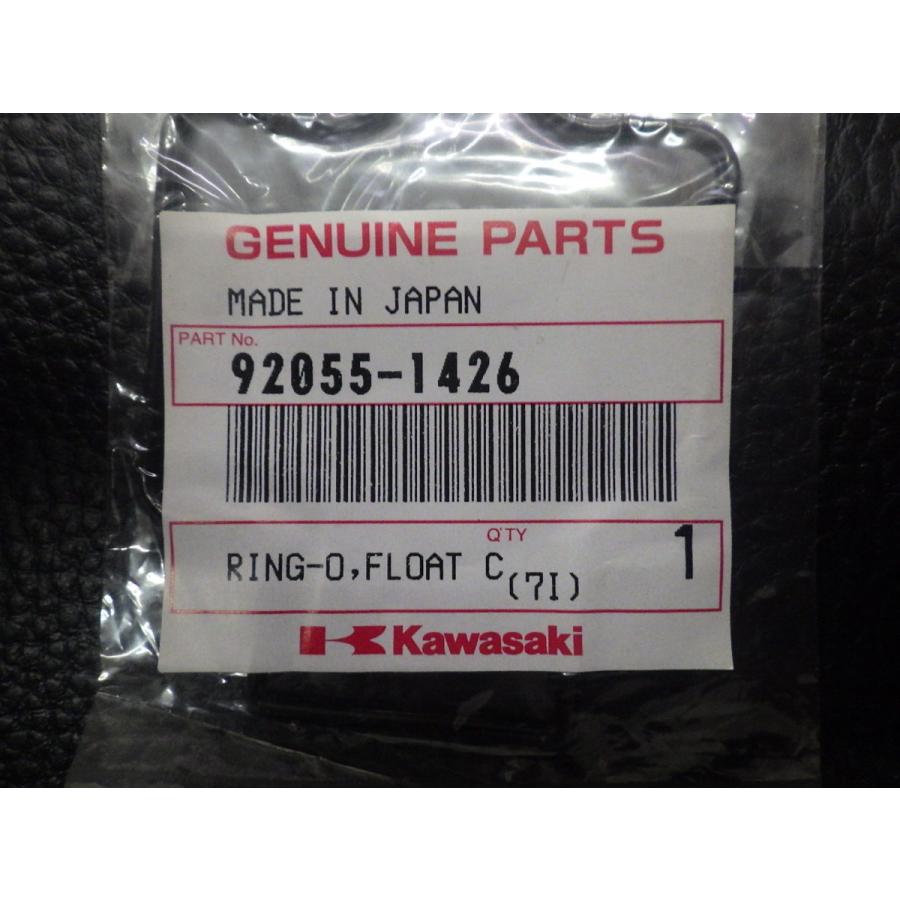 GENUINE PARTS
MADE IN JAPAN
PART No.
92055-1426
Q'TY
RING-O,FLOAT C 1
(7I)
Kawasaki